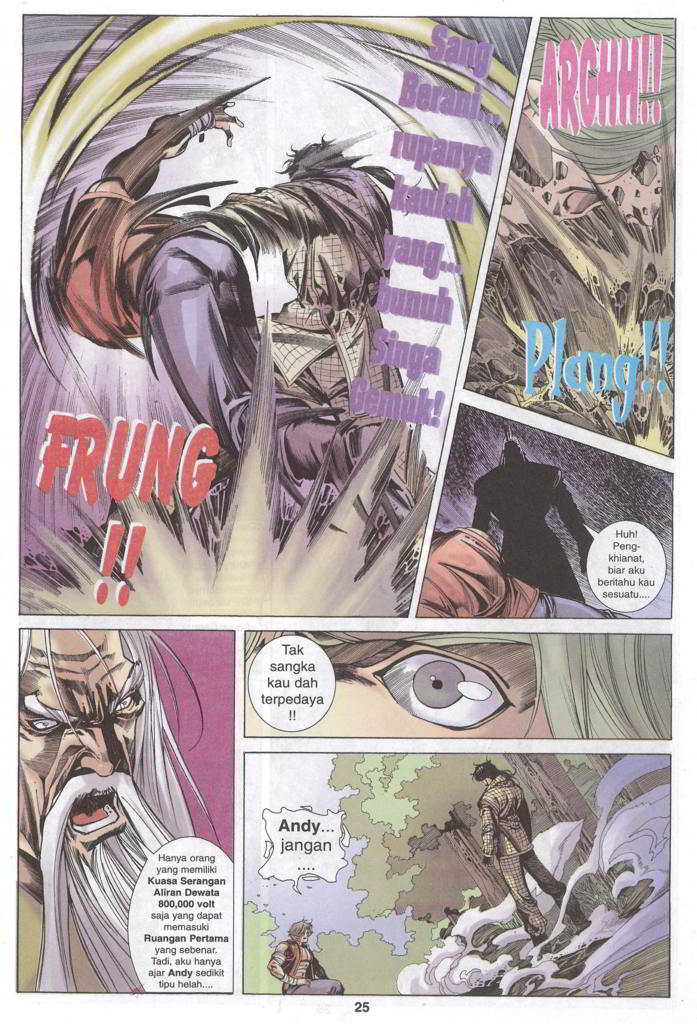 Sang
Berani...
rupanya
kaulah
yang...
bunuh
Singa
Gemuk!
ARGHH!!
Plang!!
FRUNG
!!
Huh!
Peng-
khianat,
biar aku
beritahu kau
sesuatu....
Hanya orang
yang memiliki
Kuasa Serangan
Aliran Dewata
800,000 volt
saja yang dapat
memasuki
Ruangan Pertama
yang sebenar.
Tadi, aku hanya
ajar Andy sedikit
tipu helah....
Tak
sangka
kau dah
terpedaya
!!
Andy...
jangan
....
25